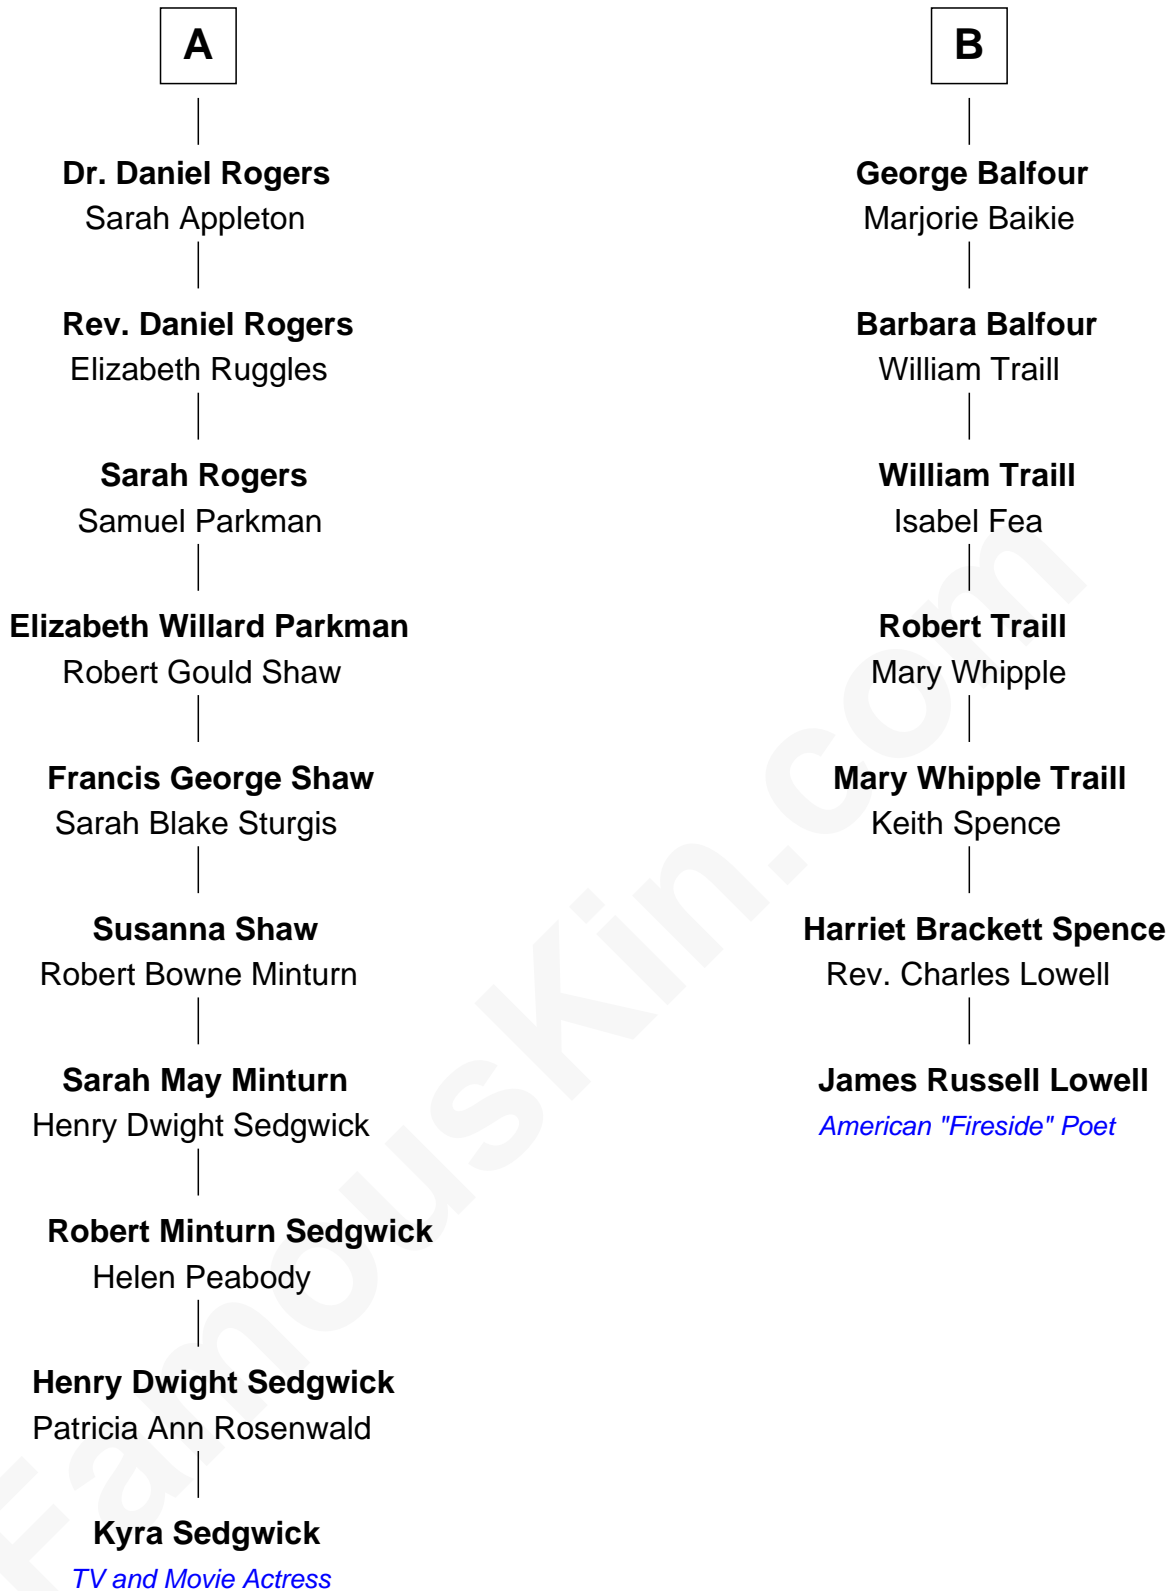 A
Dr. Daniel Rogers
Sarah Appleton
Rev. Daniel Rogers
Elizabeth Ruggles
Sarah Rogers
Samuel Parkman
Elizabeth Willard Parkman
Robert Gould Shaw
Francis George Shaw
Sarah Blake Sturgis
Susanna Shaw
Robert Bowne Minturn
Sarah May Minturn
Henry Dwight Sedgwick
Robert Minturn Sedgwick
Helen Peabody
Henry Dwight Sedgwick
Patricia Ann Rosenwald
Kyra Sedgwick
TV and Movie Actress
B
George Balfour
Marjorie Baikie
Barbara Balfour
William Traill
William Traill
Isabel Fea
Robert Traill
Mary Whipple
Mary Whipple Traill
Keith Spence
Harriet Brackett Spence
Rev. Charles Lowell
James Russell Lowell
American "Fireside" Poet
FamousKin.com